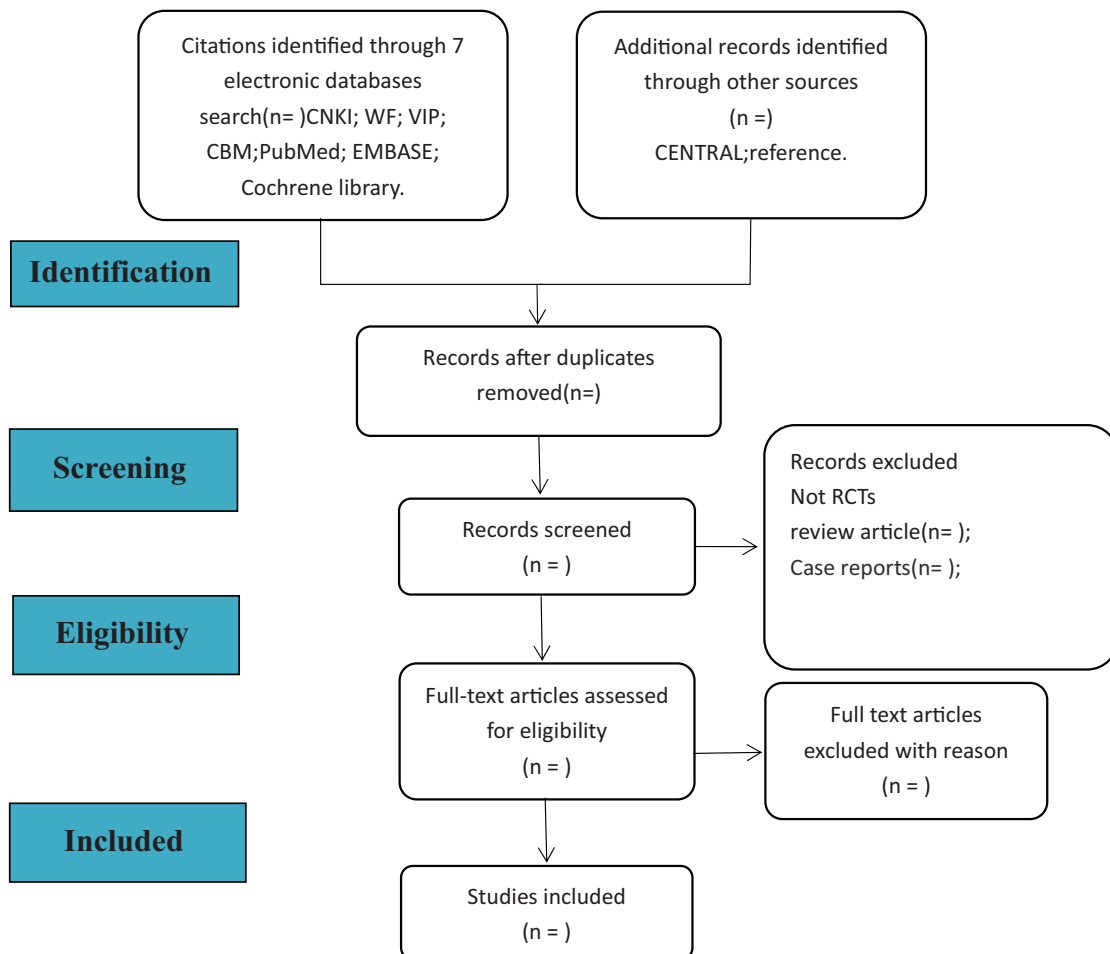 Citations identified through 7
electronic databases
search(n= )CNKI; WF; VIP;
CBM;PubMed; EMBASE;
Cochrene library.
Additional records identified
through other sources
(n =)
CENTRAL;reference.
Identification
Records after duplicates
removed(n=)
Screening
Records screened
(n = )
Records excluded
Not RCTs
review article(n= );
Case reports(n= );
Eligibility
Full-text articles assessed
for eligibility
(n = )
Full text articles
excluded with reason
(n = )
Included
Studies included
(n = )